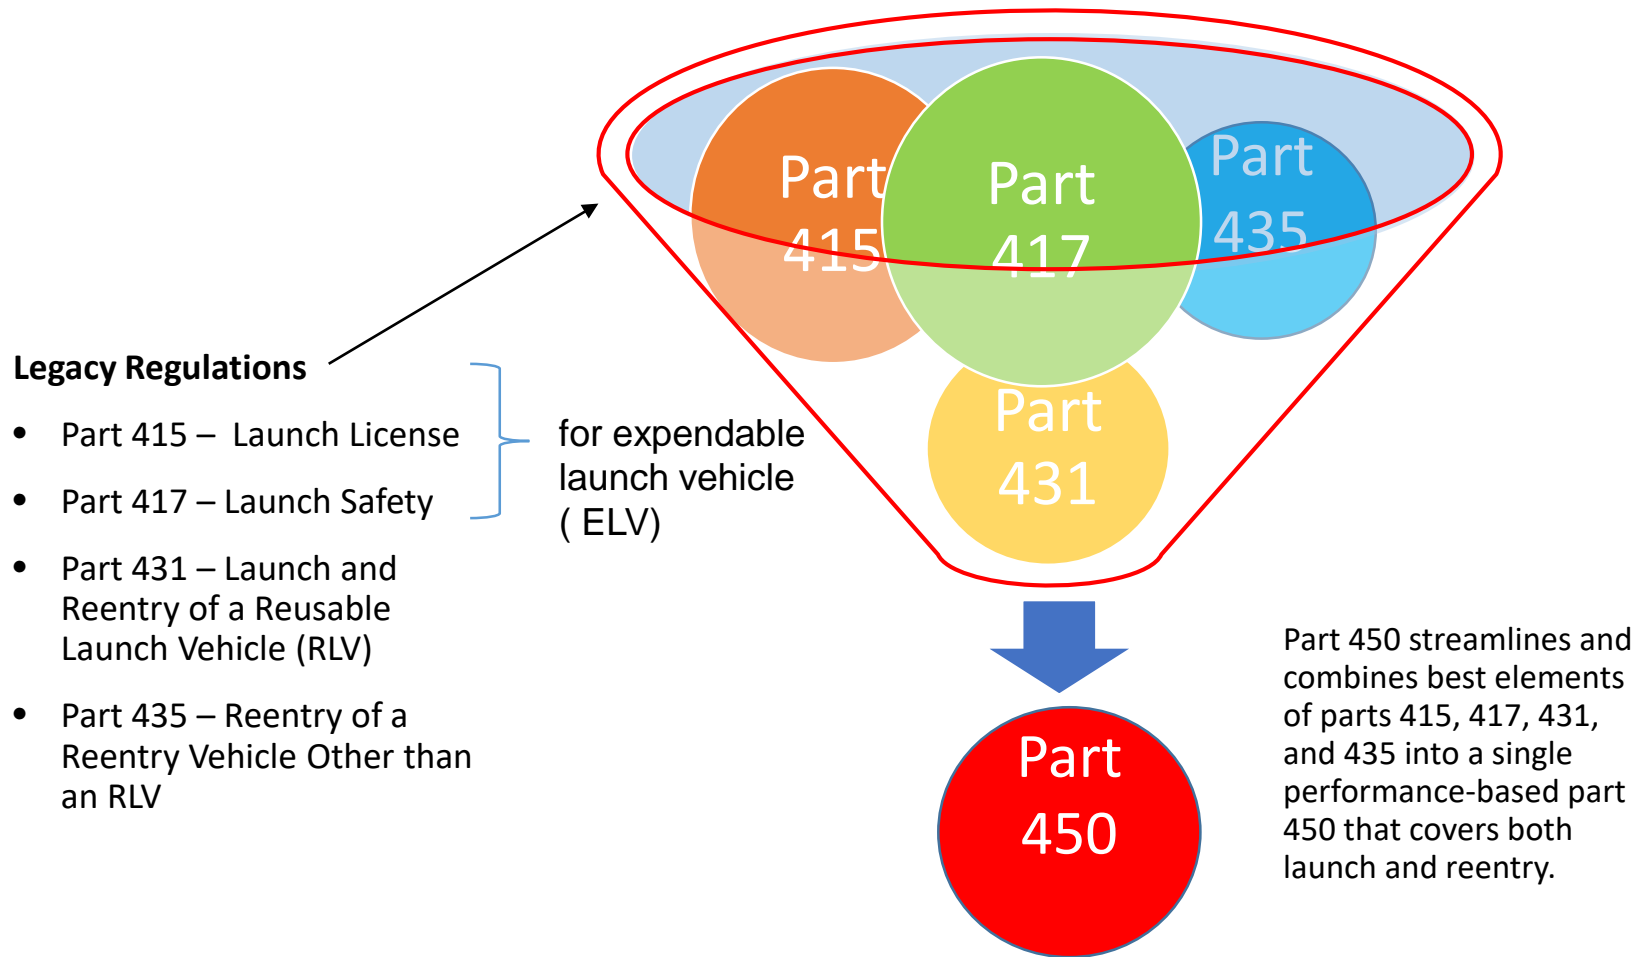 Part
415
Part
417
Part
435
Part
431
Legacy Regulations
• Part 415 – Launch License
• Part 417 – Launch Safety
• Part 431 – Launch and
Reentry of a Reusable
Launch Vehicle (RLV)
• Part 435 – Reentry of a
Reentry Vehicle Other than
an RLV
for expendable
launch vehicle
( ELV)
Part
450
Part 450 streamlines and
combines best elements
of parts 415, 417, 431,
and 435 into a single
performance-based part
450 that covers both
launch and reentry.